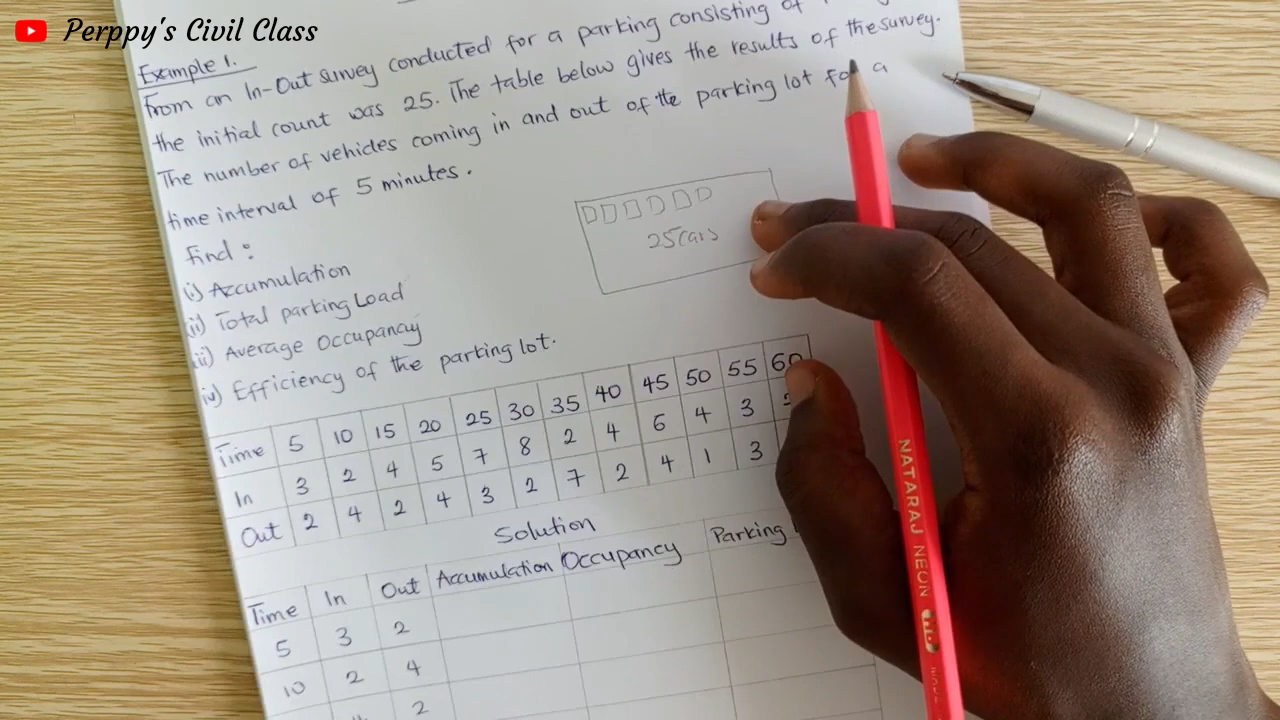 Perppy's Civil Class
Example 1.
From an In-Out survey conducted for a parking consisting of
the initial count was 25. The table below gives the results of the survey.
The number of vehicles coming in and out of the parking lot for a
time interval of 5 minutes.
Find :
(i) Accumulation
(ii) Total parking Load
(iii) Average Occupancy
iv) Efficiency of the parking lot.
25 cars
Time 5 10 15 20 25 30 35 40 45 50 55 60
In 3 2 4 5 7 8 2 4 6 4 3
Out 2 4 2 4 3 2 7 2 4 1 3
Solution
Time In Out Accumulation Occupancy Parking
5 3 2
10 2 4
2
NATARAJ NEON